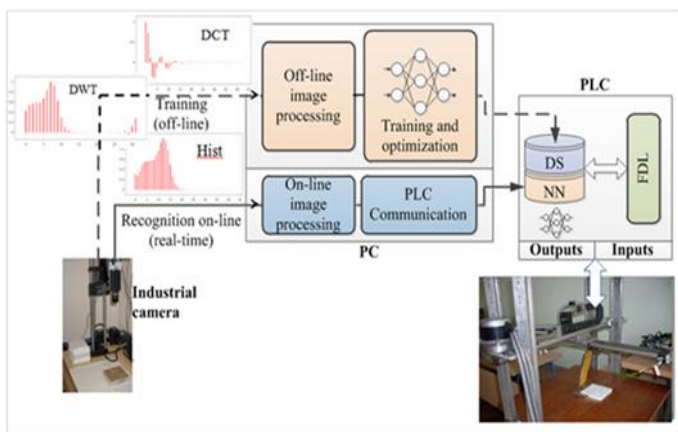 DCT
DWT
Training
(off-line)
Hist
Recognition on-line
(real-time)
Industrial
camera
Off-line
image
processing
Training and
optimization
On-line
image
processing
PLC
Communication
PC
PLC
DS
NN
FDL
Outputs
Inputs